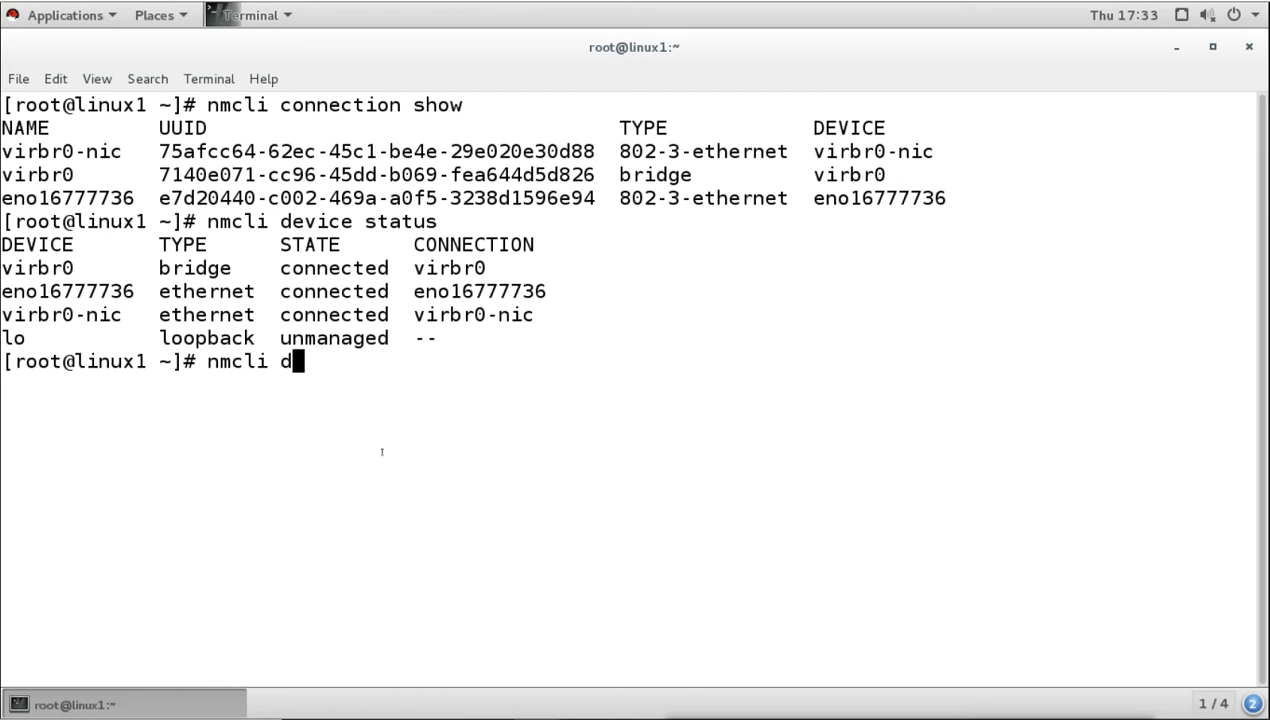 Applications Places Terminal Thu 17:33
root@linux1:~
File Edit View Search Terminal Help
[root@linux1 ~]# nmcli connection show
NAME UUID TYPE DEVICE
virbr0-nic 75afcc64-62ec-45c1-be4e-29e020e30d88 802-3-ethernet virbr0-nic
virbr0 7140e071-cc96-45dd-b069-fea644d5d826 bridge virbr0
eno16777736 e7d20440-c002-469a-a0f5-3238d1596e94 802-3-ethernet eno16777736
[root@linux1 ~]# nmcli device status
DEVICE TYPE STATE CONNECTION
virbr0 bridge connected virbr0
eno16777736 ethernet connected eno16777736
virbr0-nic ethernet connected virbr0-nic
lo loopback unmanaged --
[root@linux1 ~]# nmcli d
root@linux1:~ 1 / 4 2